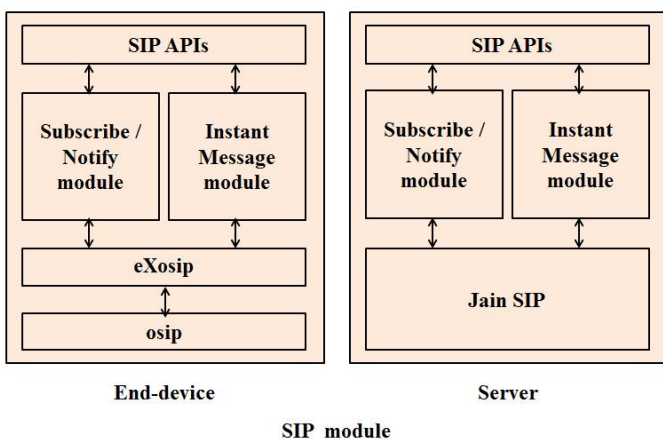 SIP APIs
Subscribe /
Notify
module
Instant
Message
module
eXosip
osip
End-device
SIP APIs
Subscribe /
Notify
module
Instant
Message
module
Jain SIP
Server
SIP module